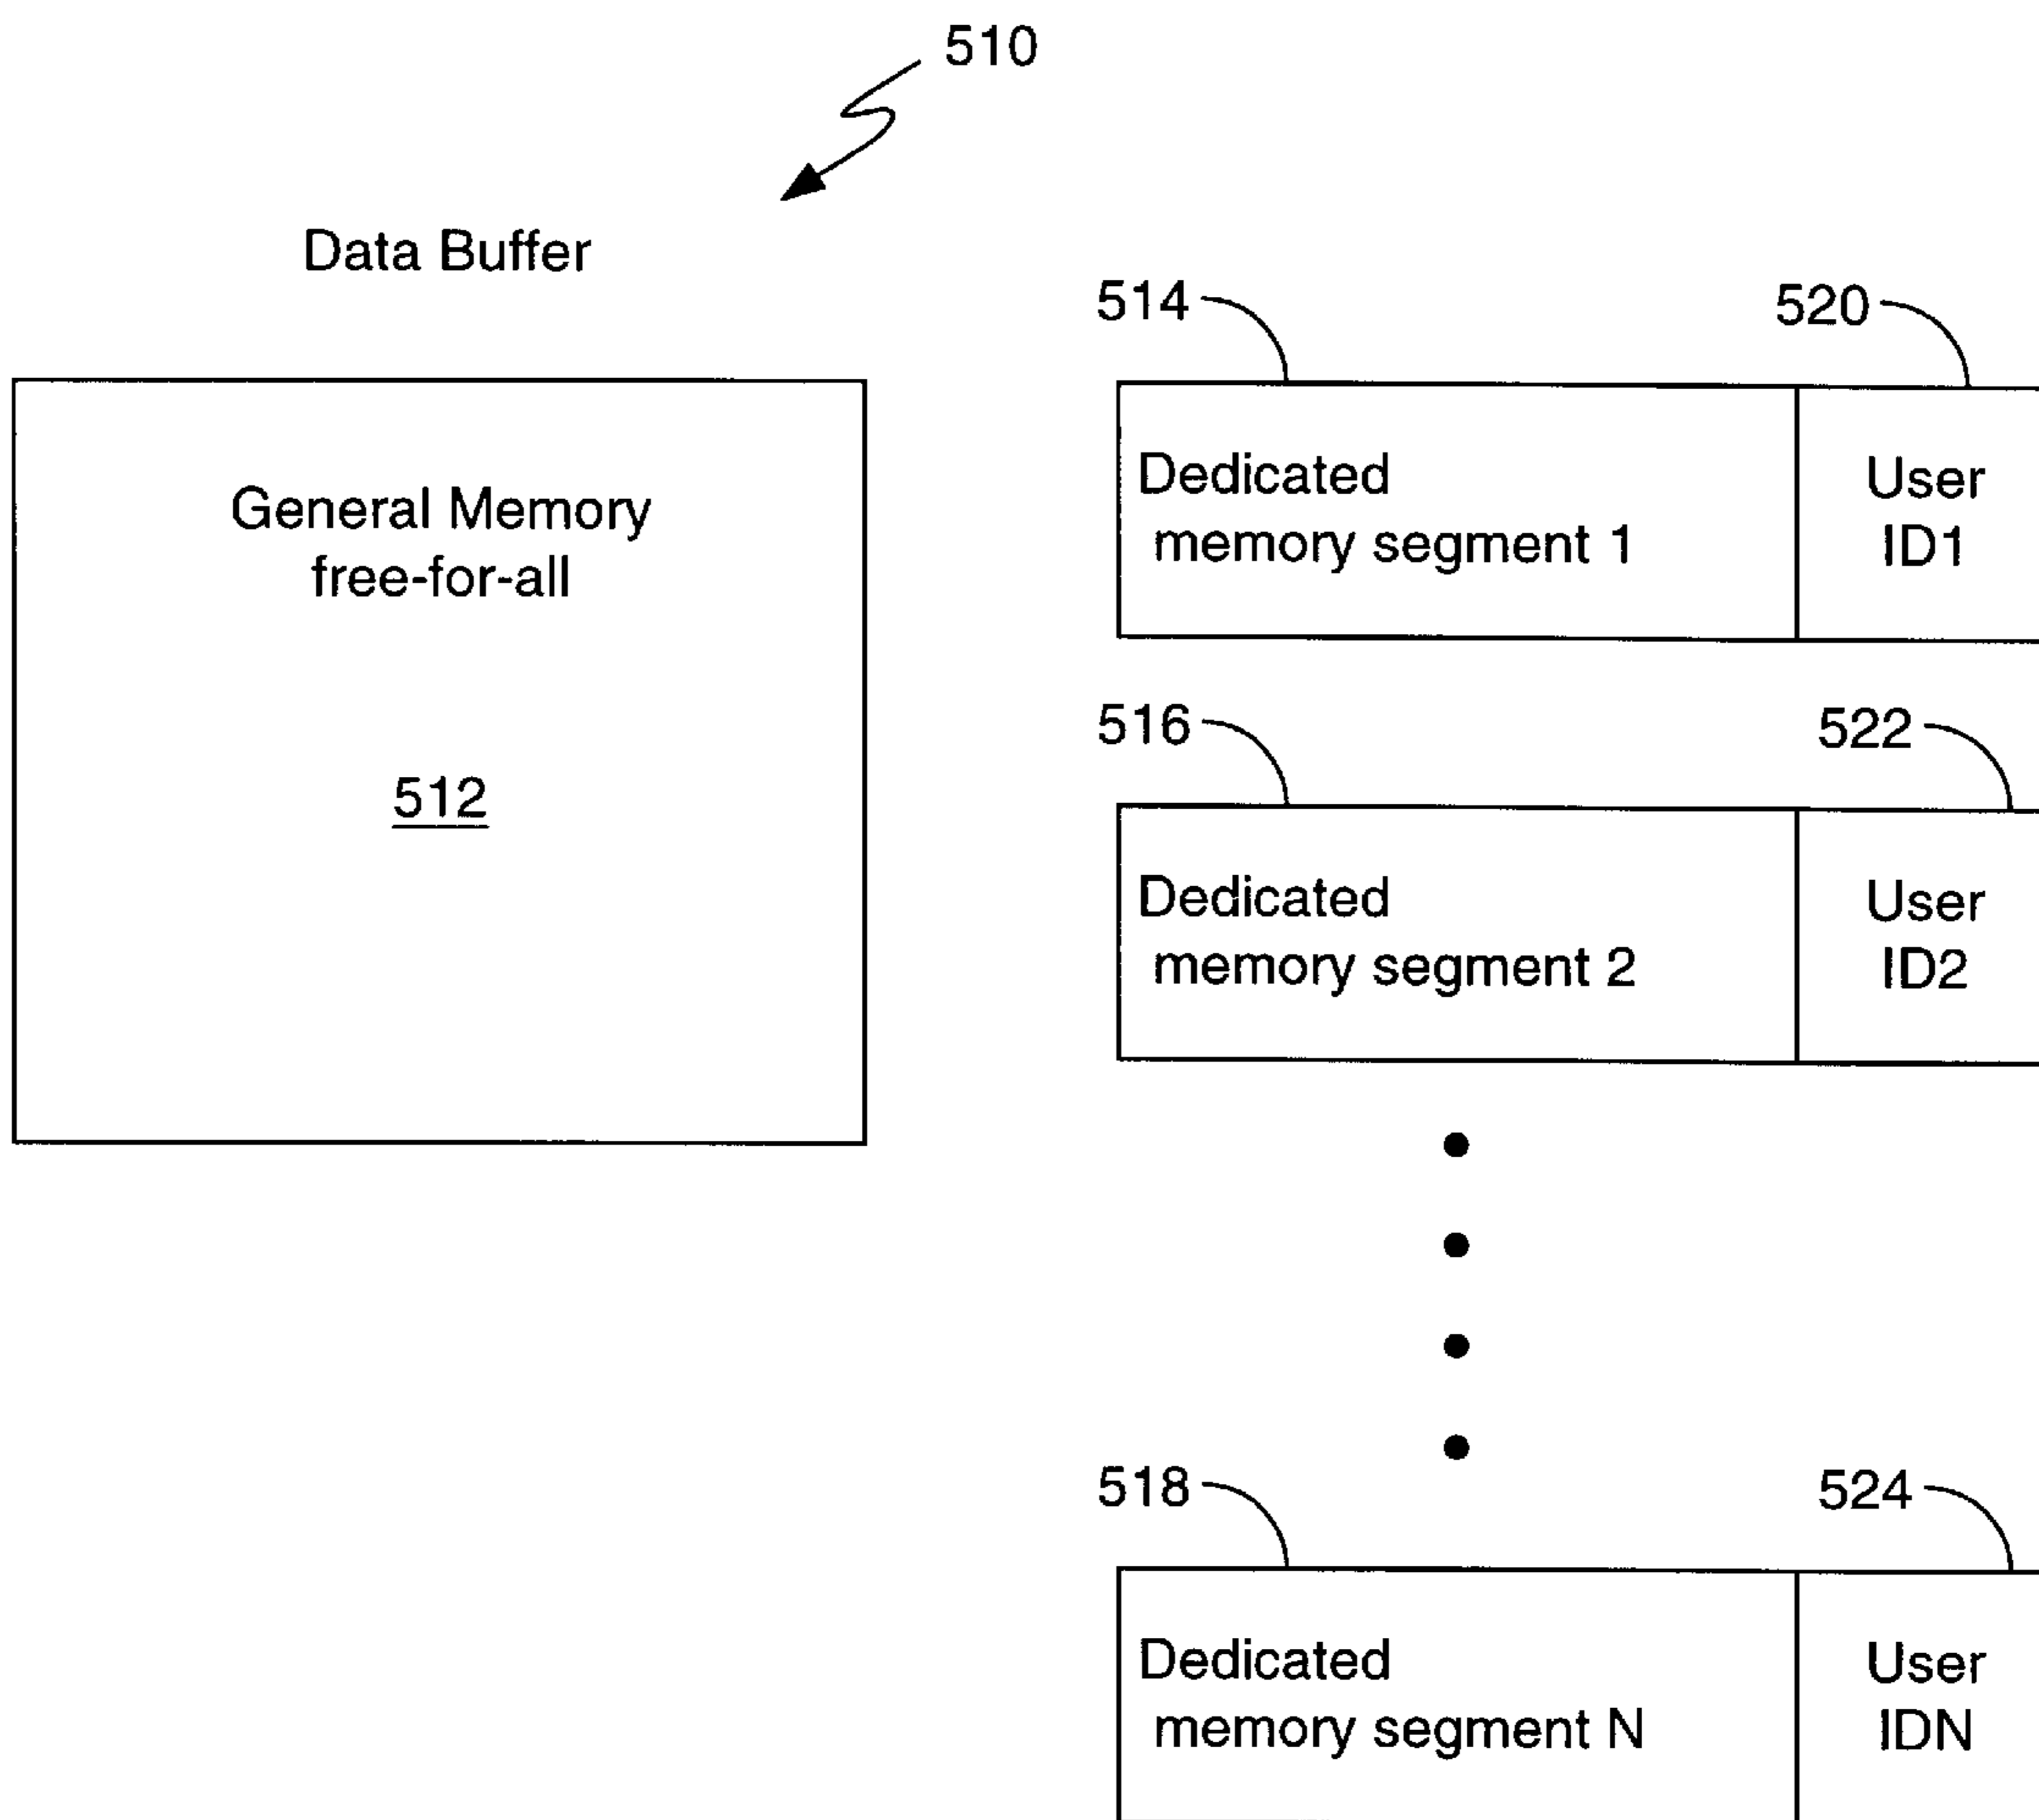 510
Data Buffer
General Memory
free-for-all
512
514
520
Dedicated
memory segment 1
User
ID1
516
522
Dedicated
memory segment 2
User
ID2
518
524
Dedicated
memory segment N
User
IDN